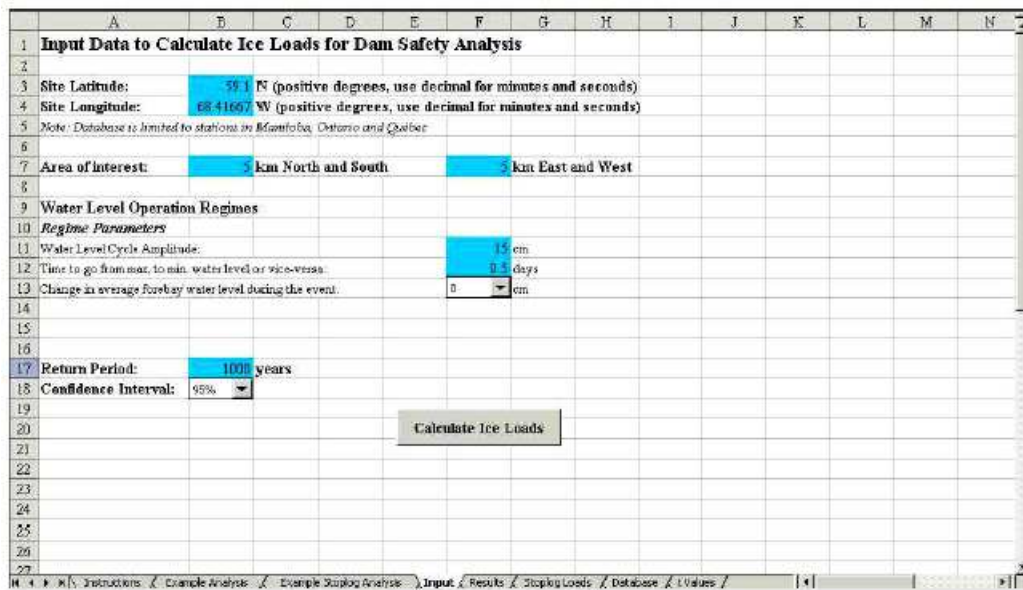 A B C D E F G H I J K L M N
1 Input Data to Calculate Ice Loads for Dam Safety Analysis
2
3 Site Latitude: 59.1 N (positive degrees, use decimal for minutes and seconds)
4 Site Longitude: 68.41667 W (positive degrees, use decimal for minutes and seconds)
5 Note: Database is limited to stations in Manitoba, Ontario and Quebec
6
7 Area of interest: 5 km North and South 5 km East and West
8
9 Water Level Operation Regimes
10 Regime Parameters
11 Water Level Cycle Amplitude: 15 cm
12 Time to go from max. to min. water level or vice-versa: 0.5 days
13 Change in average forebay water level during the event: 0 cm
14
15
16
17 Return Period: 1000 years
18 Confidence Interval: 95%
19
20 Calculate Ice Loads
21
22
23
24
25
26
27
Instructions / Example Analysis / Example Stoplog Analysis \ Input / Results / Stoplog Loads / Database / t Values /